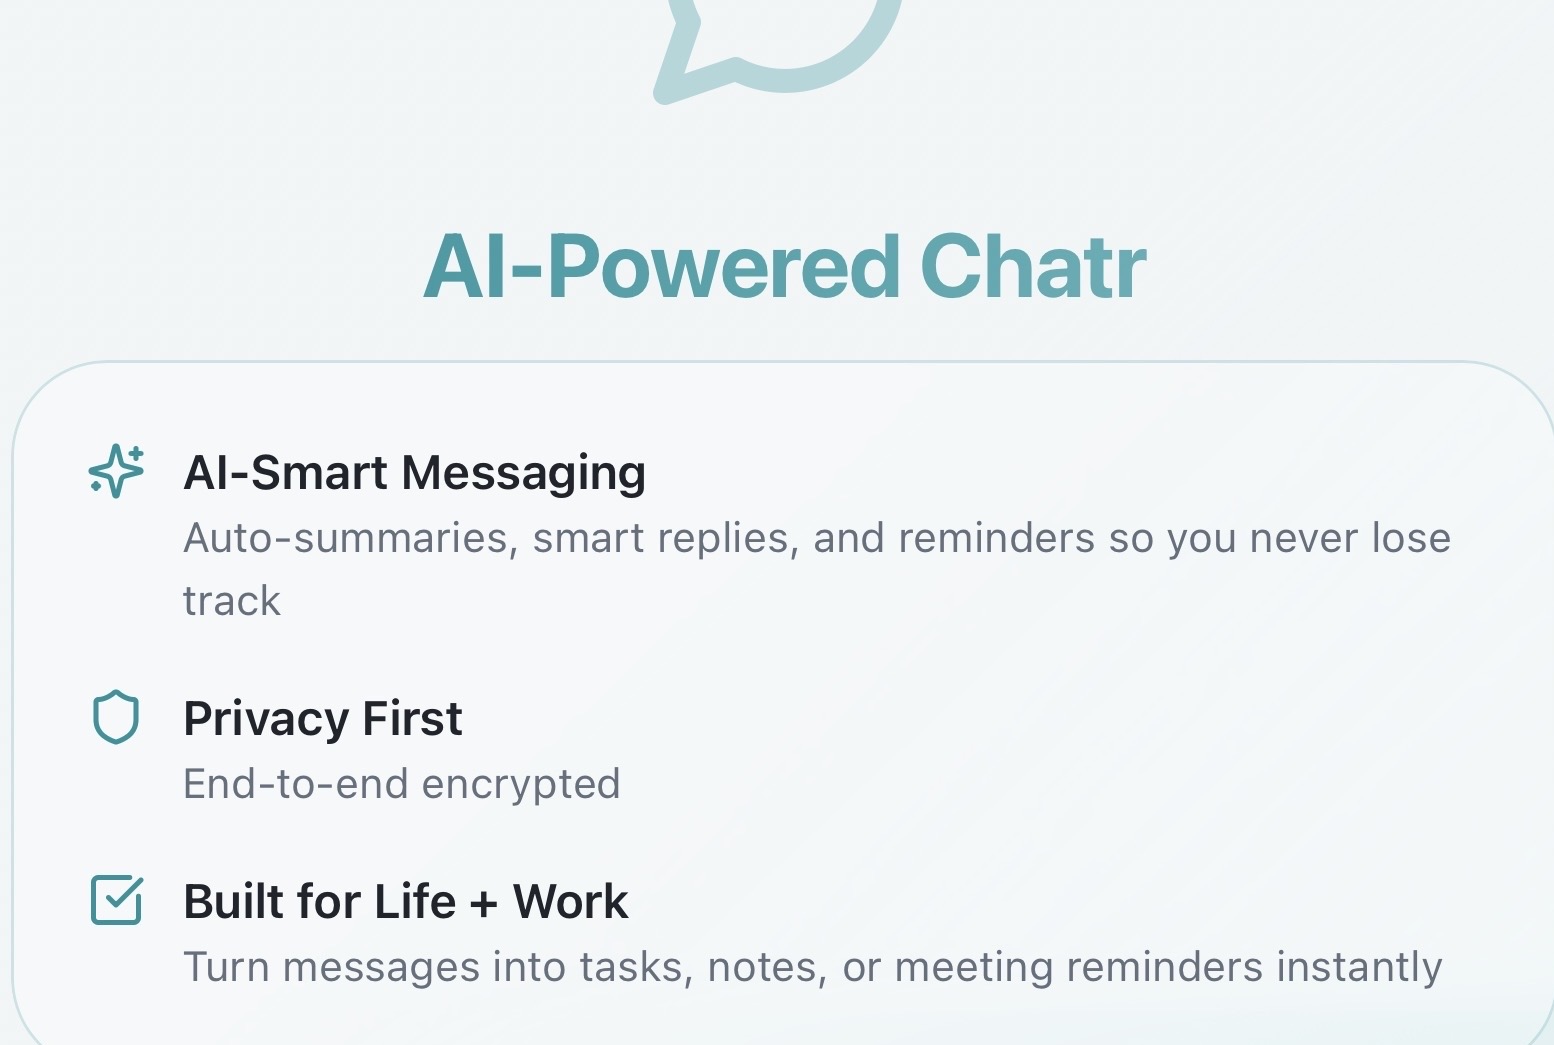 AI-Powered Chatr
AI-Smart Messaging
Auto-summaries, smart replies, and reminders so you never lose
track
Privacy First
End-to-end encrypted
Built for Life + Work
Turn messages into tasks, notes, or meeting reminders instantly